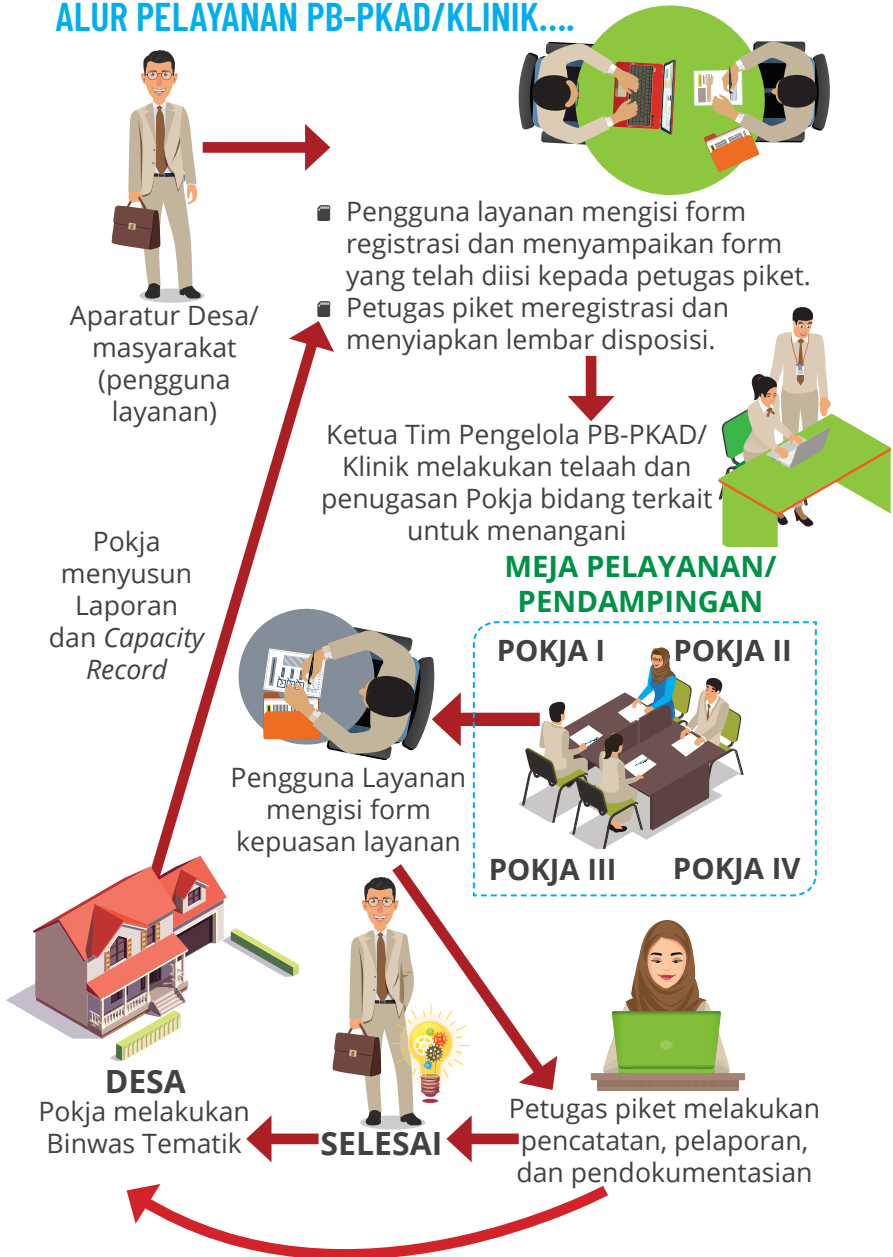 ALUR PELAYANAN PB-PKAD/KLINIK....
Aparatur Desa/
masyarakat
(pengguna
layanan)
Pengguna layanan mengisi form
registrasi dan menyampaikan form
yang telah diisi kepada petugas piket.
Petugas piket meregistrasi dan
menyiapkan lembar disposisi.
Ketua Tim Pengelola PB-PKAD/
Klinik melakukan telaah dan
penugasan Pokja bidang terkait
untuk menangani
MEJA PELAYANAN/
PENDAMPINGAN
POKJA I
POKJA II
POKJA III
POKJA IV
Pengguna Layanan
mengisi form
kepuasan layanan
Petugas piket melakukan
pencatatan, pelaporan,
dan pendokumentasian
SELESAI
DESA
Pokja melakukan
Binwas Tematik
Pokja
menyusun
Laporan
dan Capacity
Record